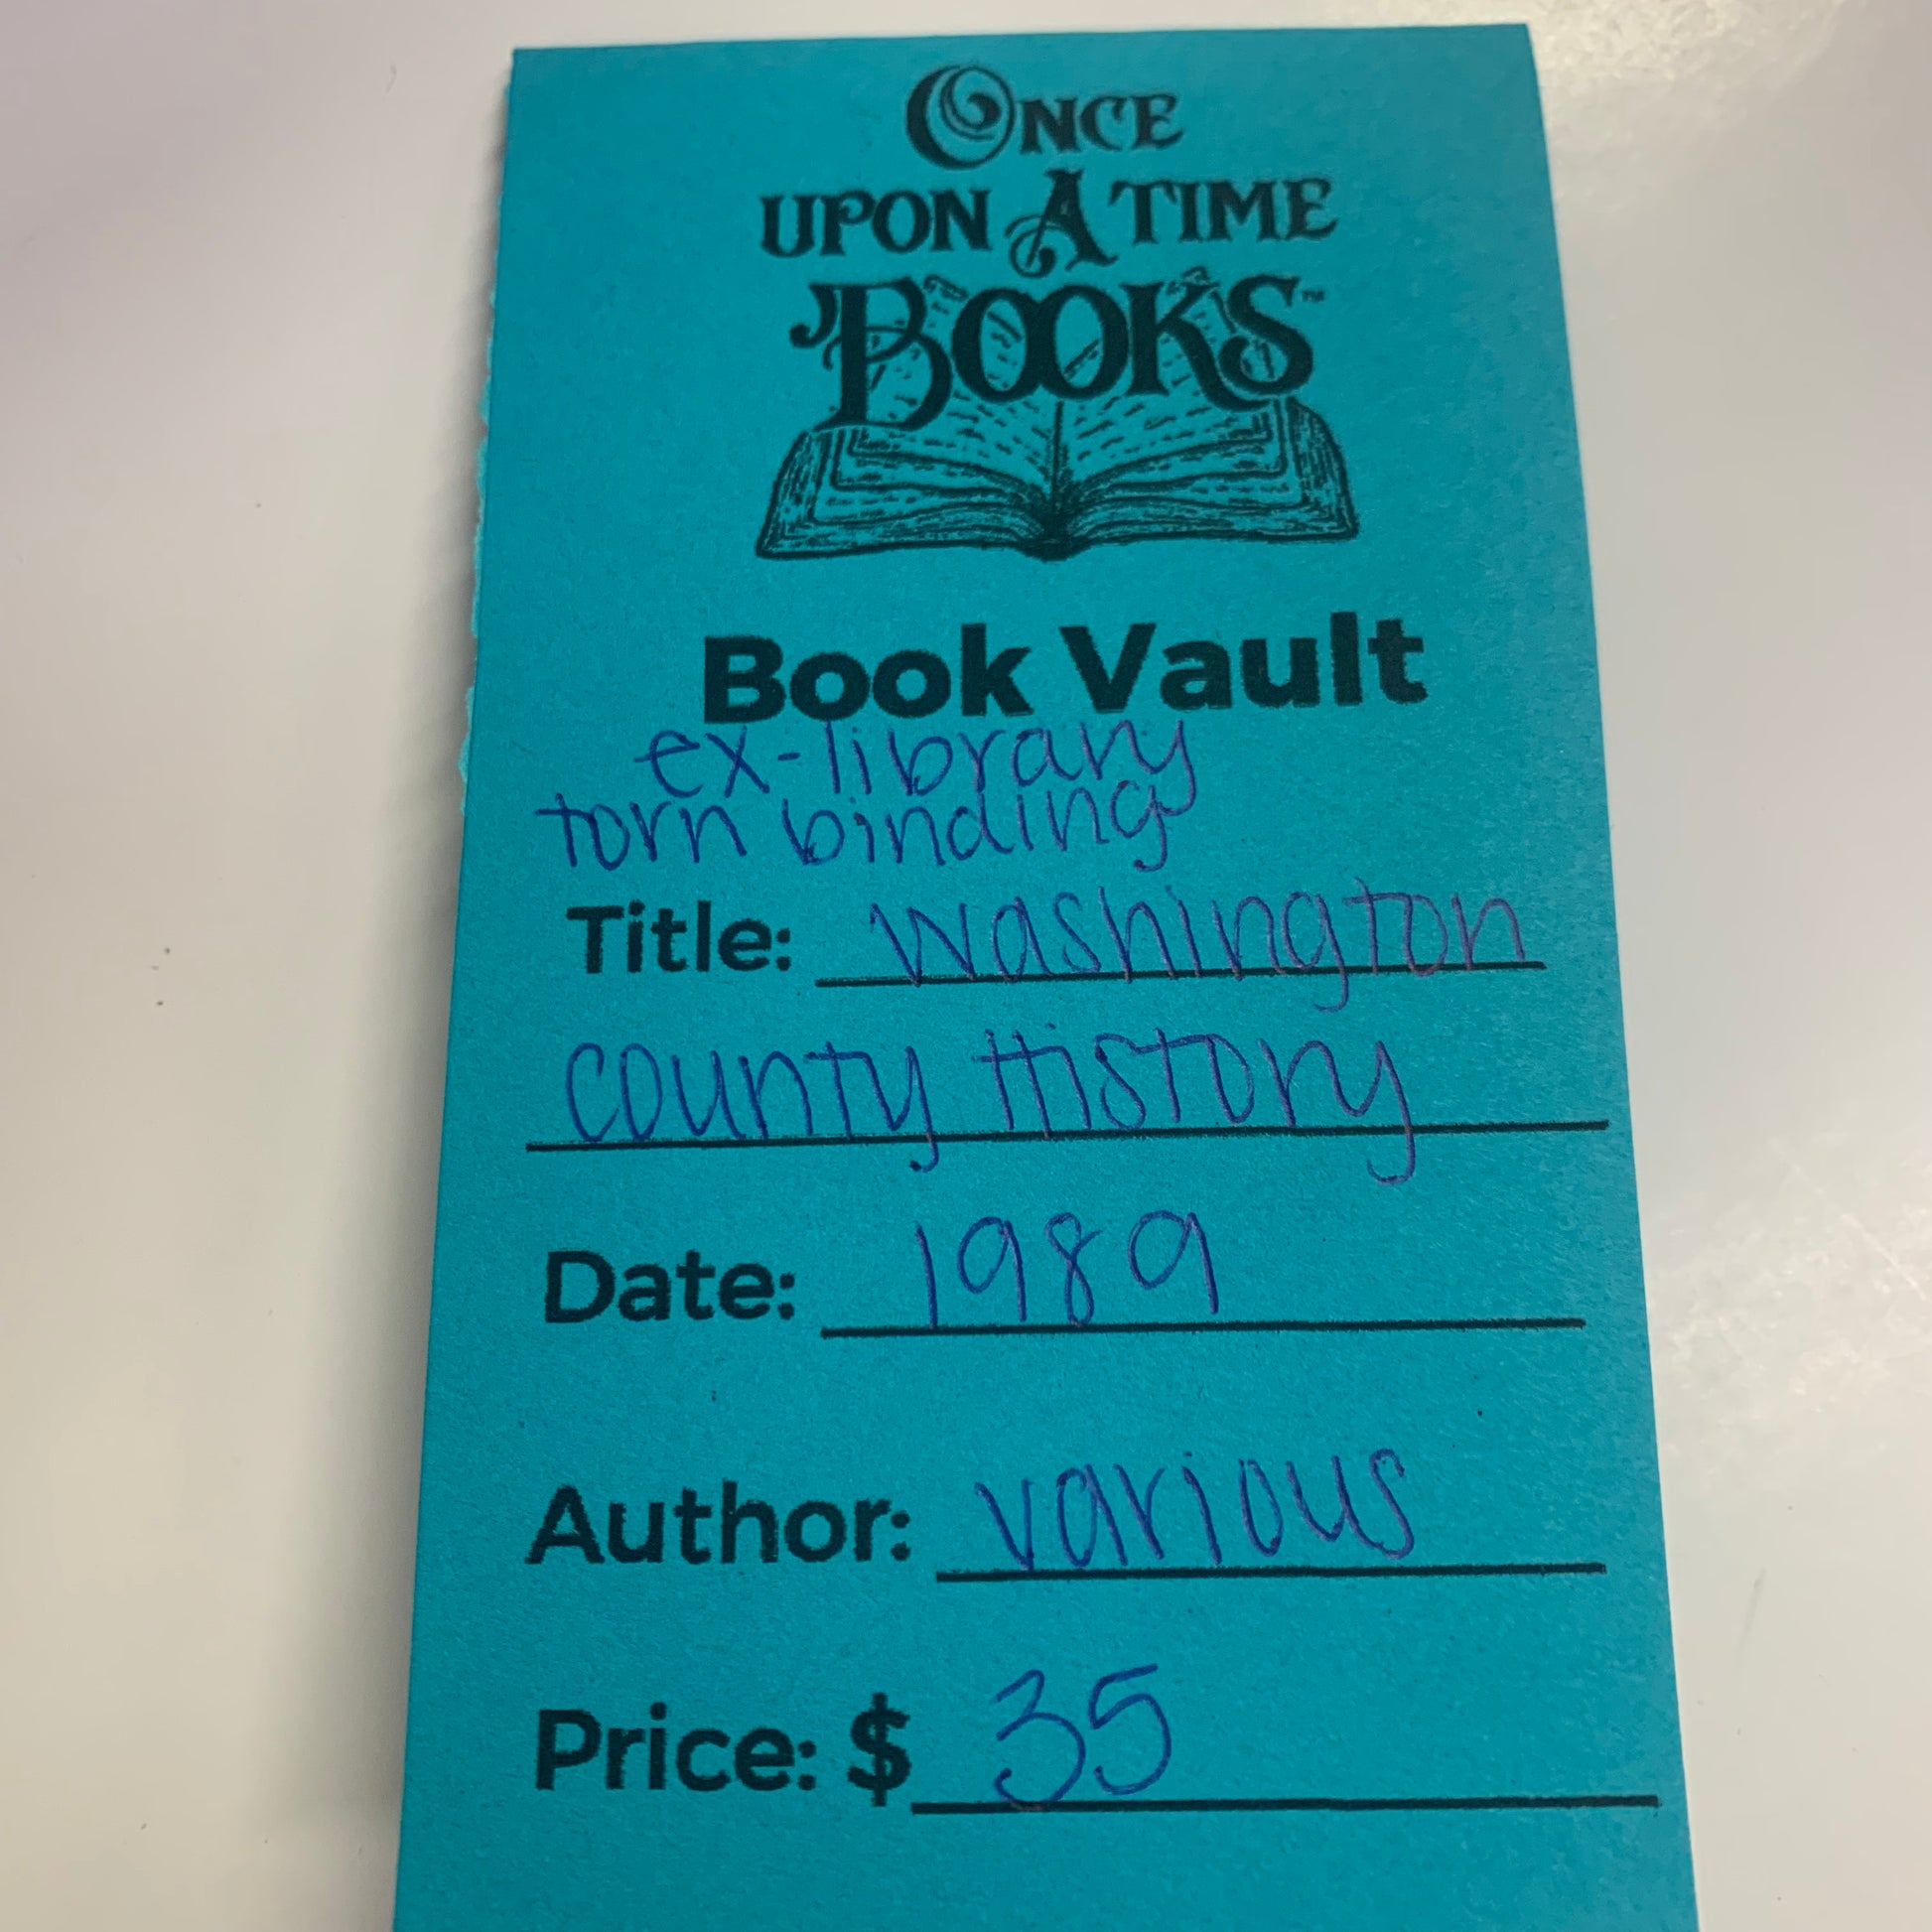 ONCE
UPON A TIME
BOOKS™
Book Vault
ex-library
torn binding
Title: Washington
county History
Date: 1989
Author: various
Price: $ 35